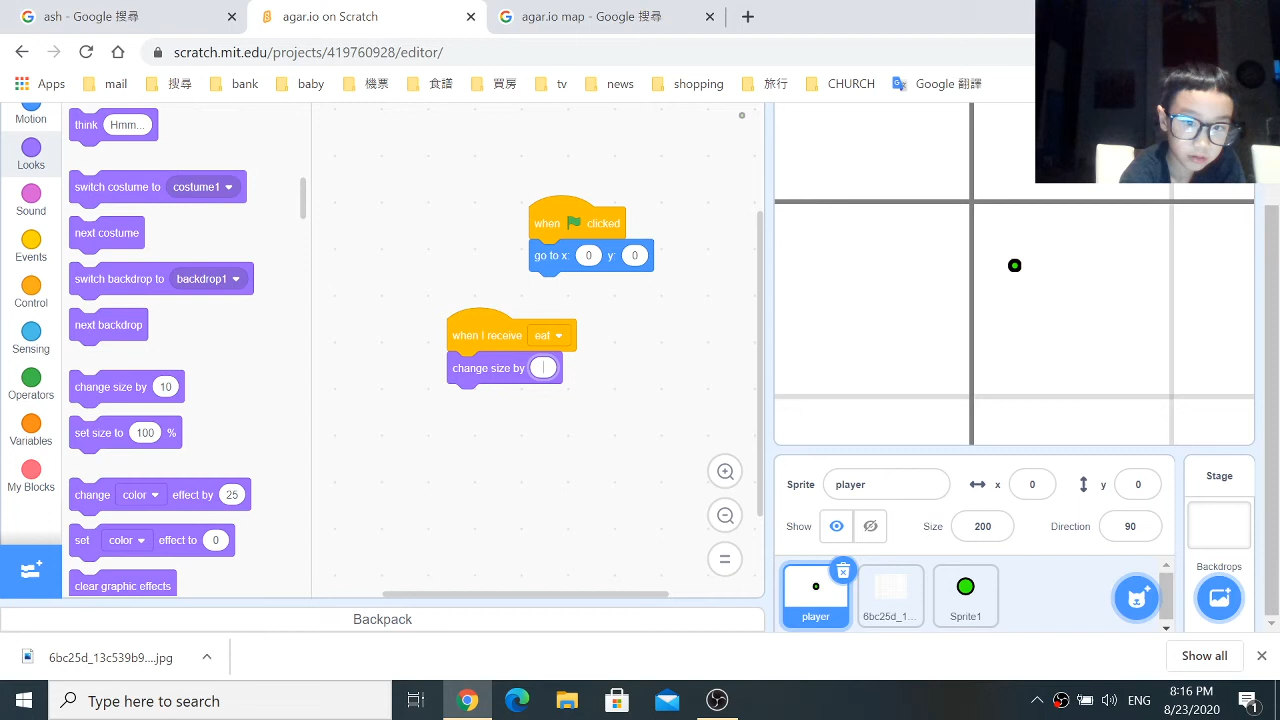 ash - Google 搜尋
agar.io on Scratch
agar.io map - Google 搜尋
scratch.mit.edu/projects/419760928/editor/
Apps
mail
搜尋
bank
baby
機票
食譜
買房
tv
news
shopping
旅行
CHURCH
Google 翻譯
Motion
Looks
Sound
Events
Control
Sensing
Operators
Variables
My Blocks
think Hmm...
switch costume to costume1
next costume
switch backdrop to backdrop1
next backdrop
change size by 10
set size to 100 %
change color effect by 25
set color effect to 0
clear graphic effects
when clicked
go to x: 0 y: 0
when I receive eat
change size by
Backpack
Sprite player x 0 y 0
Show Size 200 Direction 90
player
6bc25d_1...
Sprite1
Stage
Backdrops
6bc25d_13c539b9....jpg
Show all
Type here to search
ENG
8:16 PM
8/23/2020
1